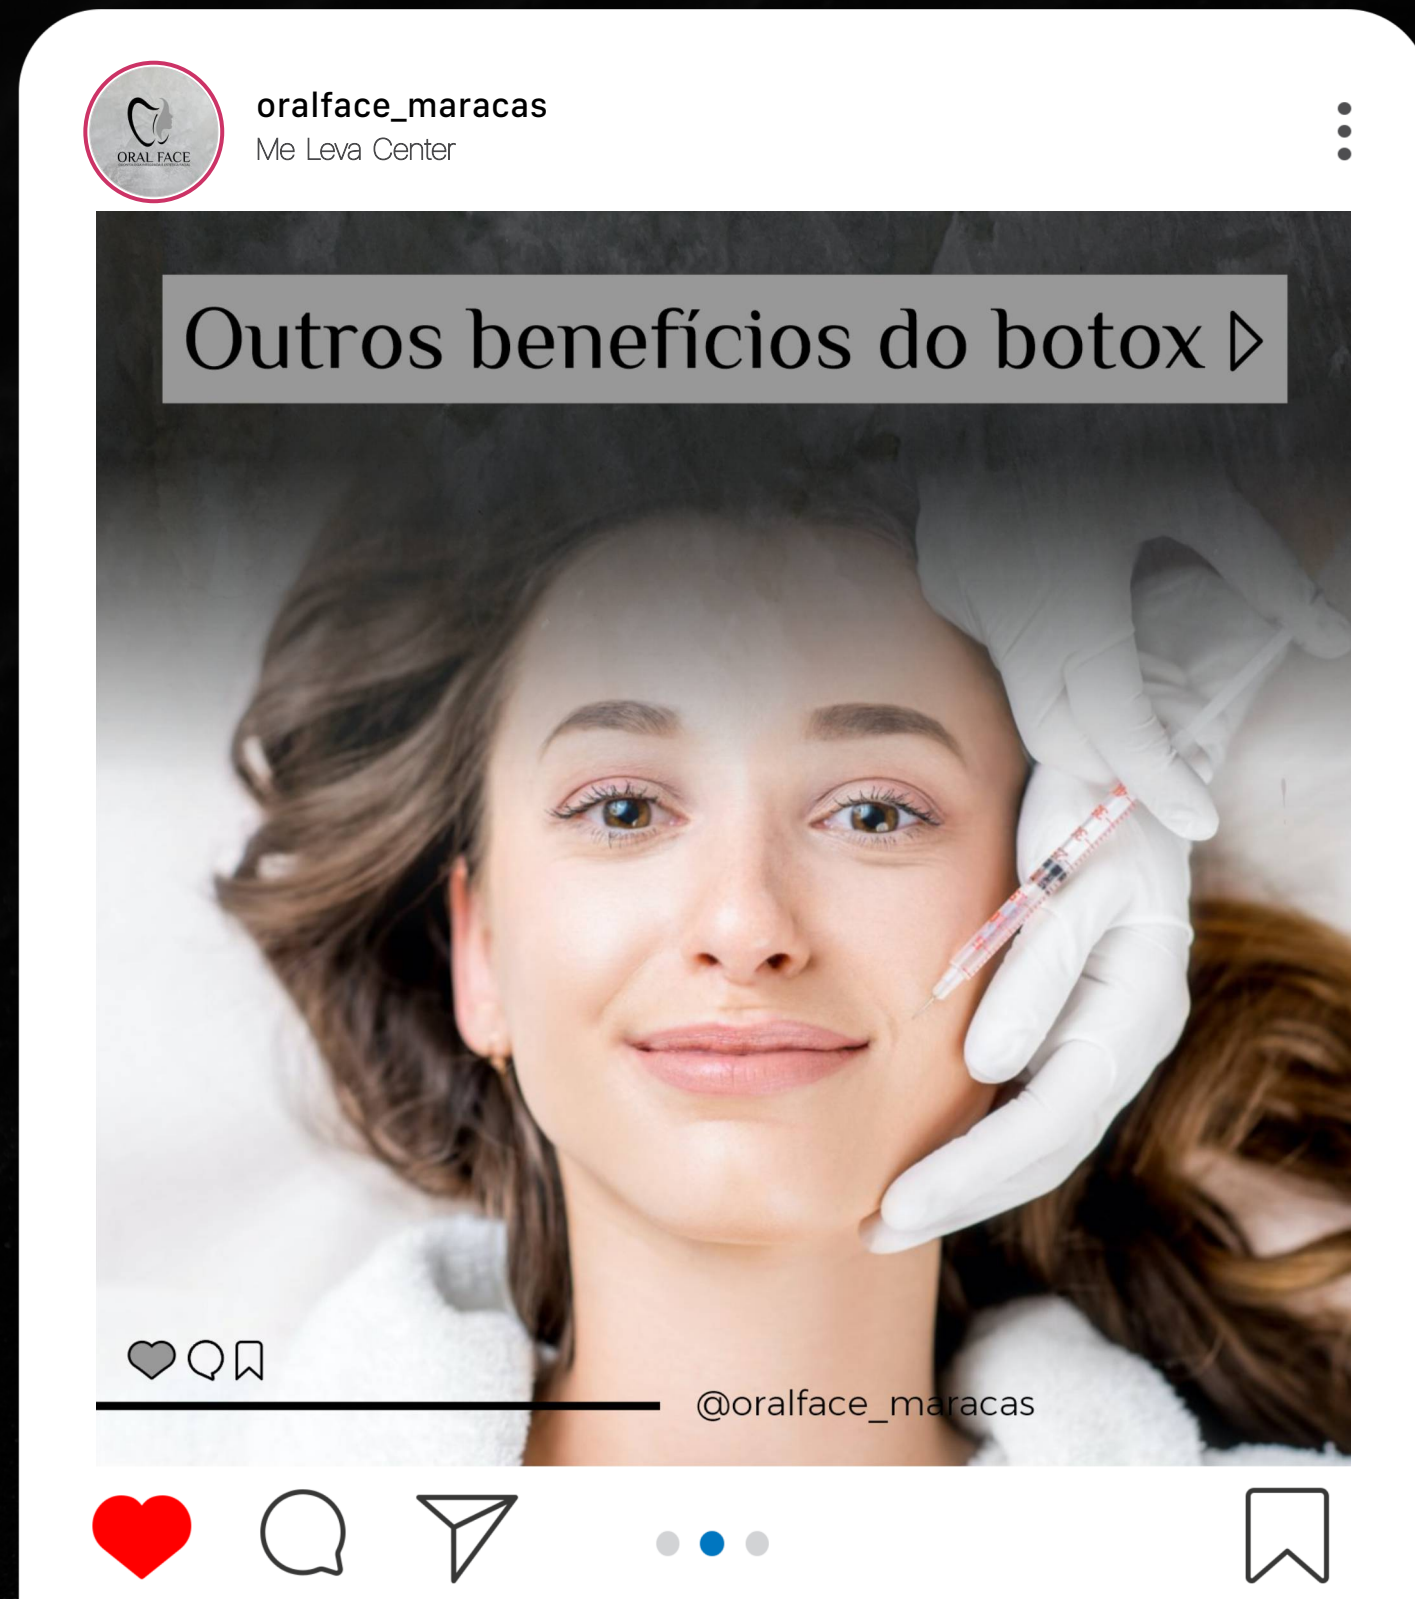 oralface_maracas
Me Leva Center
ORAL FACE
Outros benefícios do botox
@oralface_maracas